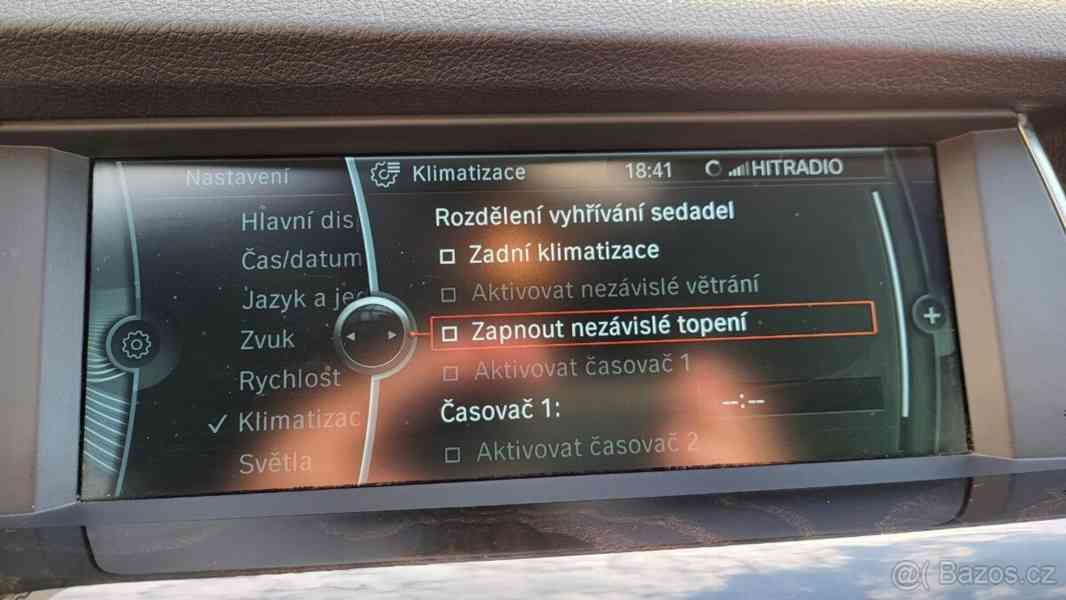 Nastavení
Hlavní dis
Čas/datum
Jazyk a je
Zvuk
Rychlost
Klimatizac
Světla
Klimatizace 18:41 HITRADIO
Rozdělení vyhřívání sedadel
Zadní klimatizace
Aktivovat nezávislé větrání
Zapnout nezávislé topení
Aktivovat časovač 1
Časovač 1: --:--
Aktivovat časovač 2
@( Bazos.cz